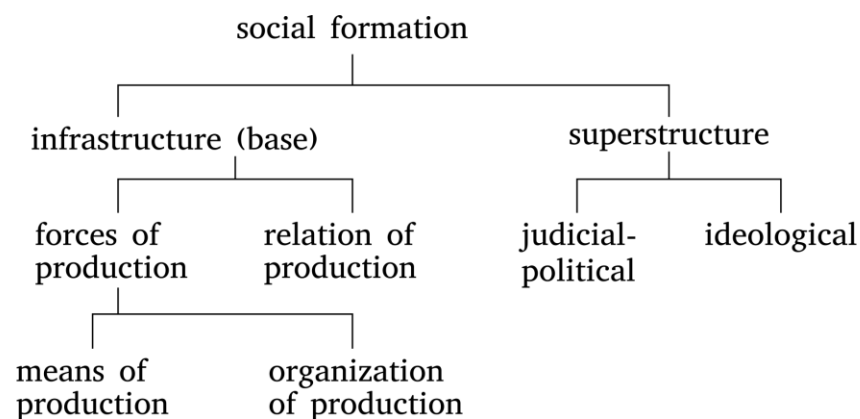 social formation
infrastructure (base)
superstructure
forces of
production
relation of
production
judicial-
political
ideological
means of
production
organization
of production